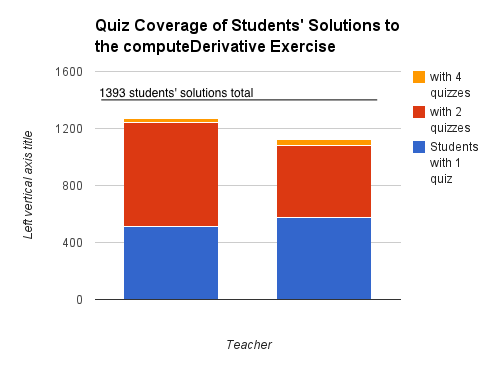 Quiz Coverage of Students' Solutions to
the computeDerivative Exercise
1600
1393 students' solutions total
1200
800
400
0
Left vertical axis title
Teacher
with 4
quizzes
with 2
quizzes
Students
with 1
quiz